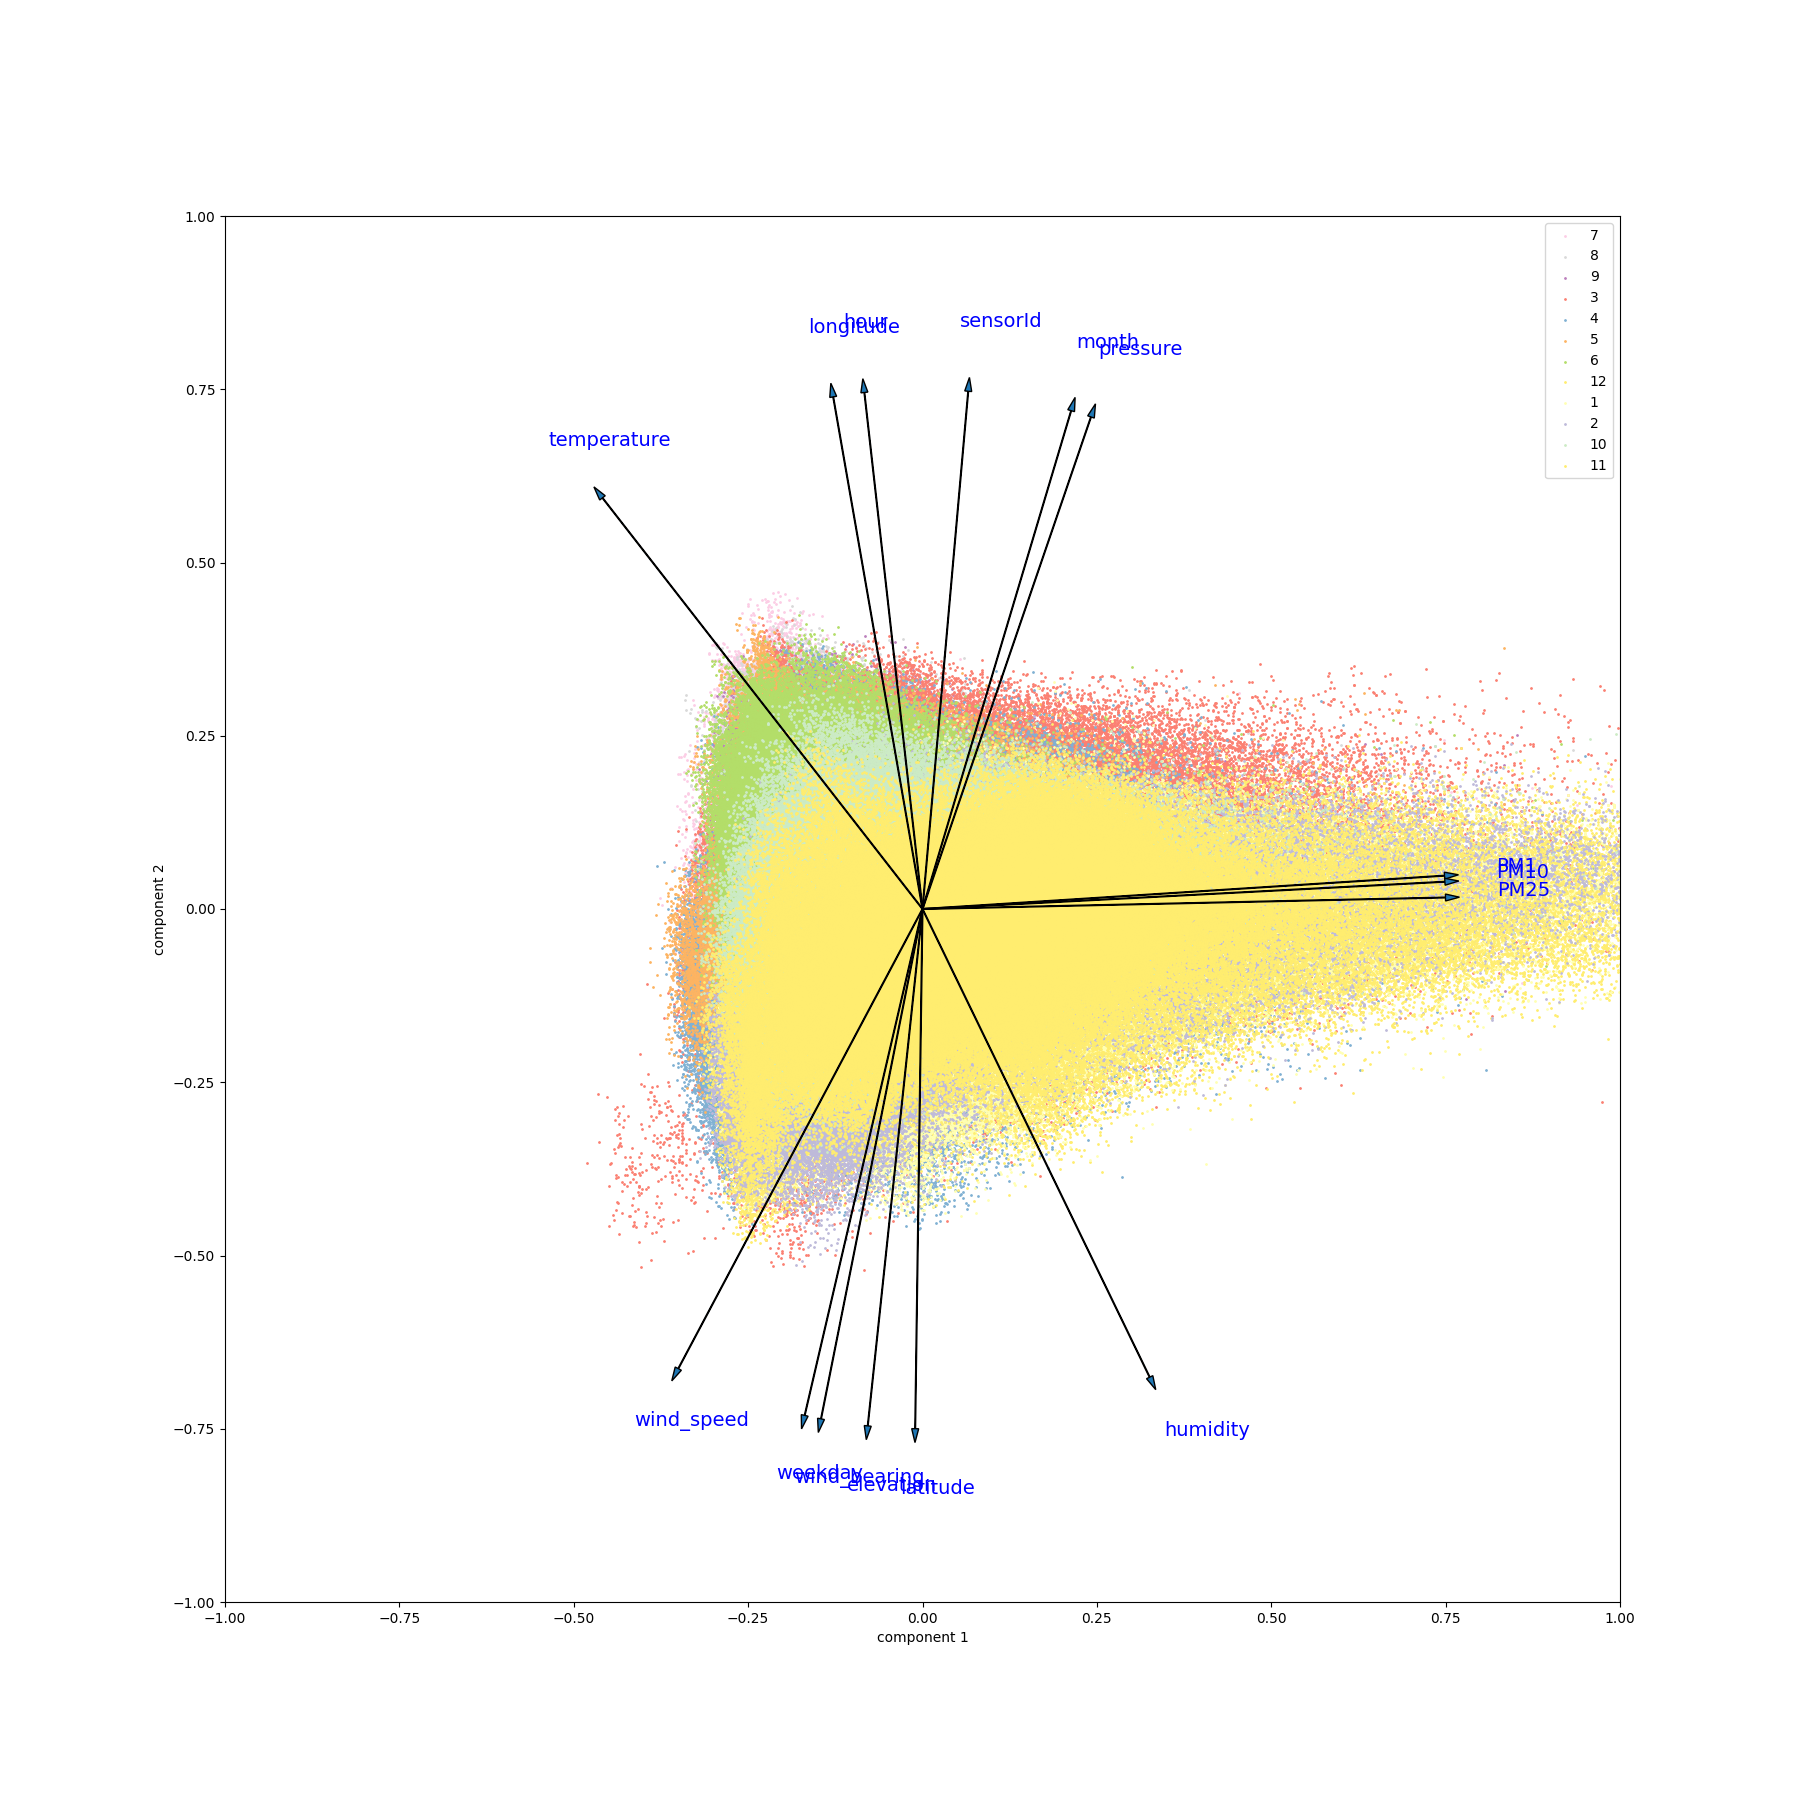 1.00
0.75
0.50
0.25
0.00
−0.25
−0.50
−0.75
−1.00
component 2
7
8
9
3
4
5
6
12
1
2
10
11
longitude
hour
sensorId
month
pressure
temperature
PM1
PM10
PM25
wind_speed
weekday
wind_bearing
elevation
latitude
humidity
−1.00
−0.75
−0.50
−0.25
0.00
0.25
0.50
0.75
1.00
component 1